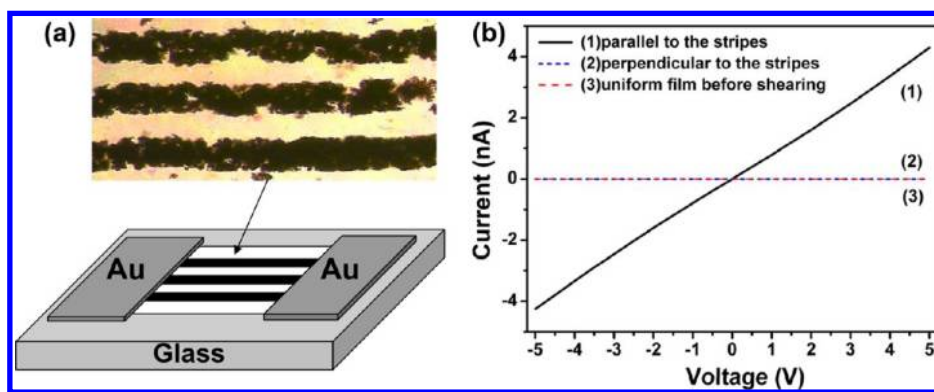 (a)
Au
Au
Glass
(b)
(1)parallel to the stripes
(2)perpendicular to the stripes
(3)uniform film before shearing
(1)
(2)
(3)
Current (nA)
4
2
0
-2
-4
-5 -4 -3 -2 -1 0 1 2 3 4 5
Voltage (V)